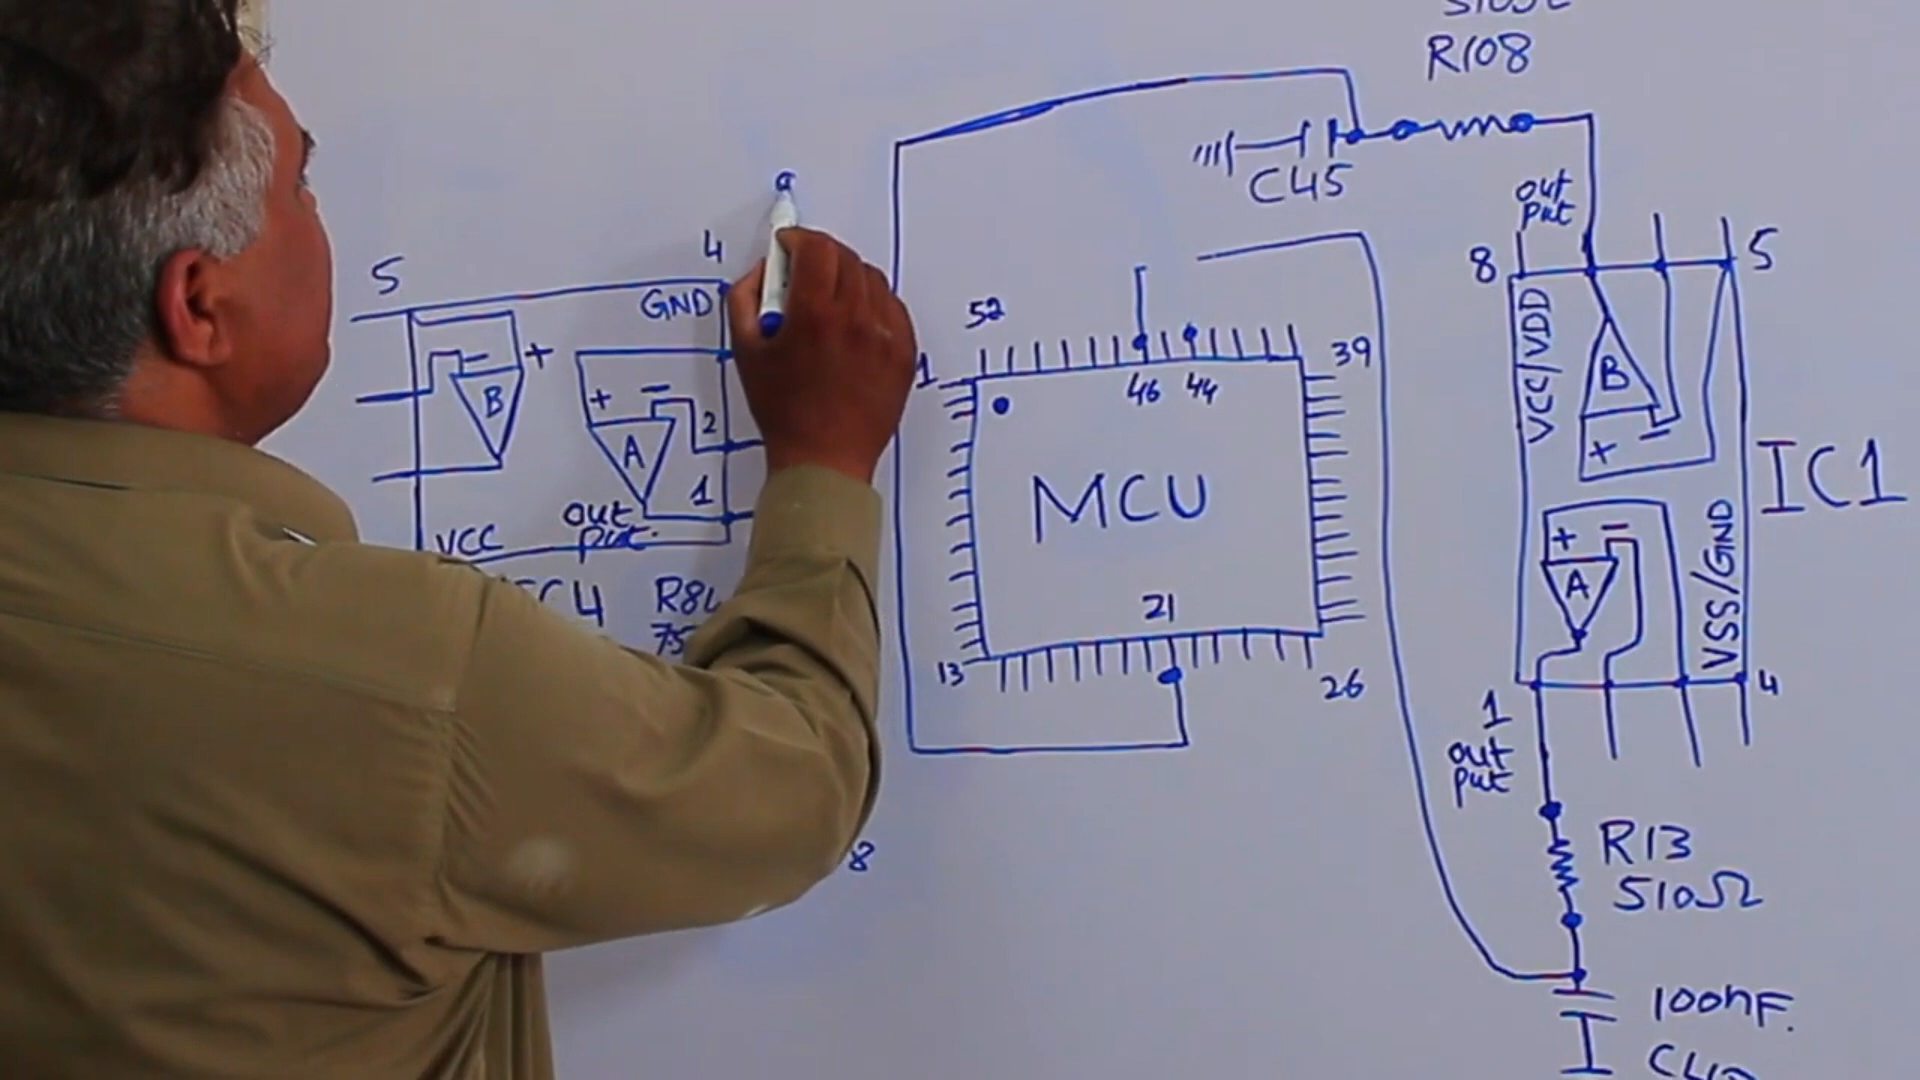 R108
C45
out
put
8
5
VCC/VDD
B
+
IC1
+
A
VSS/GND
1
4
out
put
R13
510Ω
100nF.
5
4
GND
+
B
+
A
2
1
out
put
VCC
8
52
1
46
44
39
MCU
21
13
26